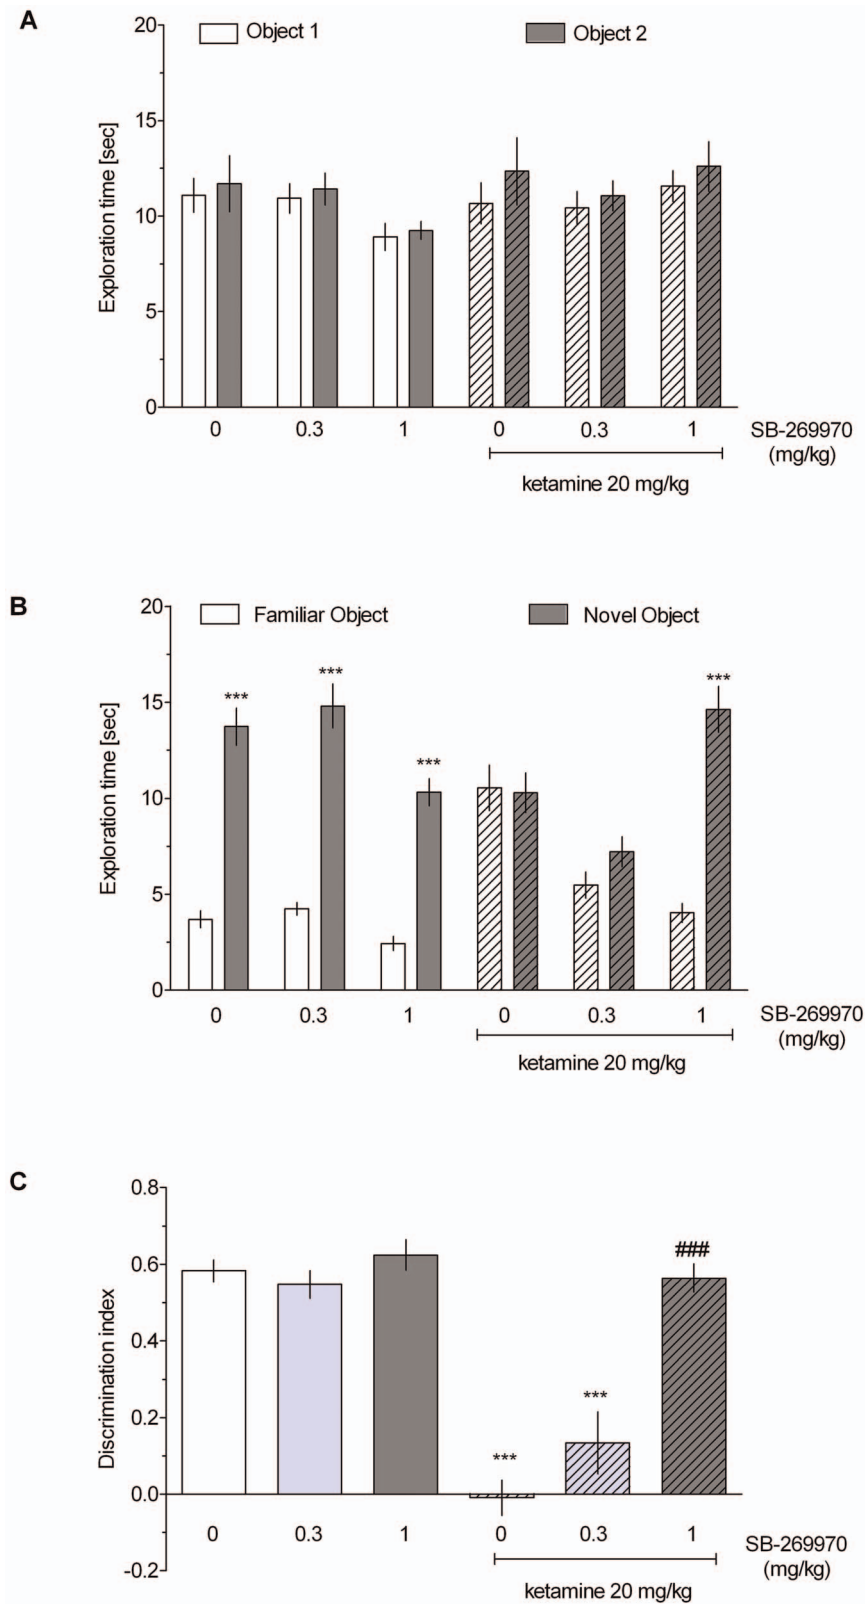 A
Object 1
Object 2
20
15
10
5
0
Exploration time [sec]
0
0.3
1
0
0.3
1
SB-269970
(mg/kg)
ketamine 20 mg/kg
B
Familiar Object
Novel Object
20
15
10
5
0
Exploration time [sec]
***
***
***
***
0
0.3
1
0
0.3
1
SB-269970
(mg/kg)
ketamine 20 mg/kg
C
0.8
0.6
0.4
0.2
0.0
-0.2
Discrimination index
***
***
###
0
0.3
1
0
0.3
1
SB-269970
(mg/kg)
ketamine 20 mg/kg